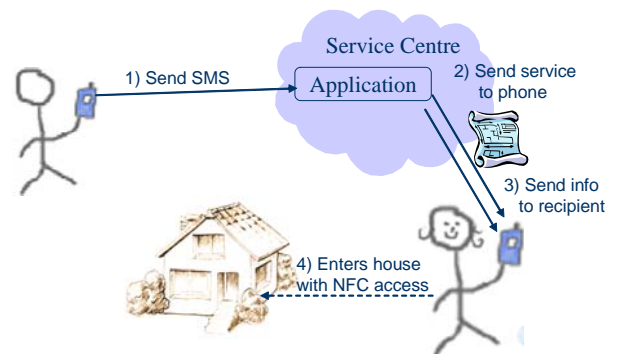 Service Centre
1) Send SMS
Application
2) Send service
to phone
3) Send info
to recipient
4) Enters house
with NFC access